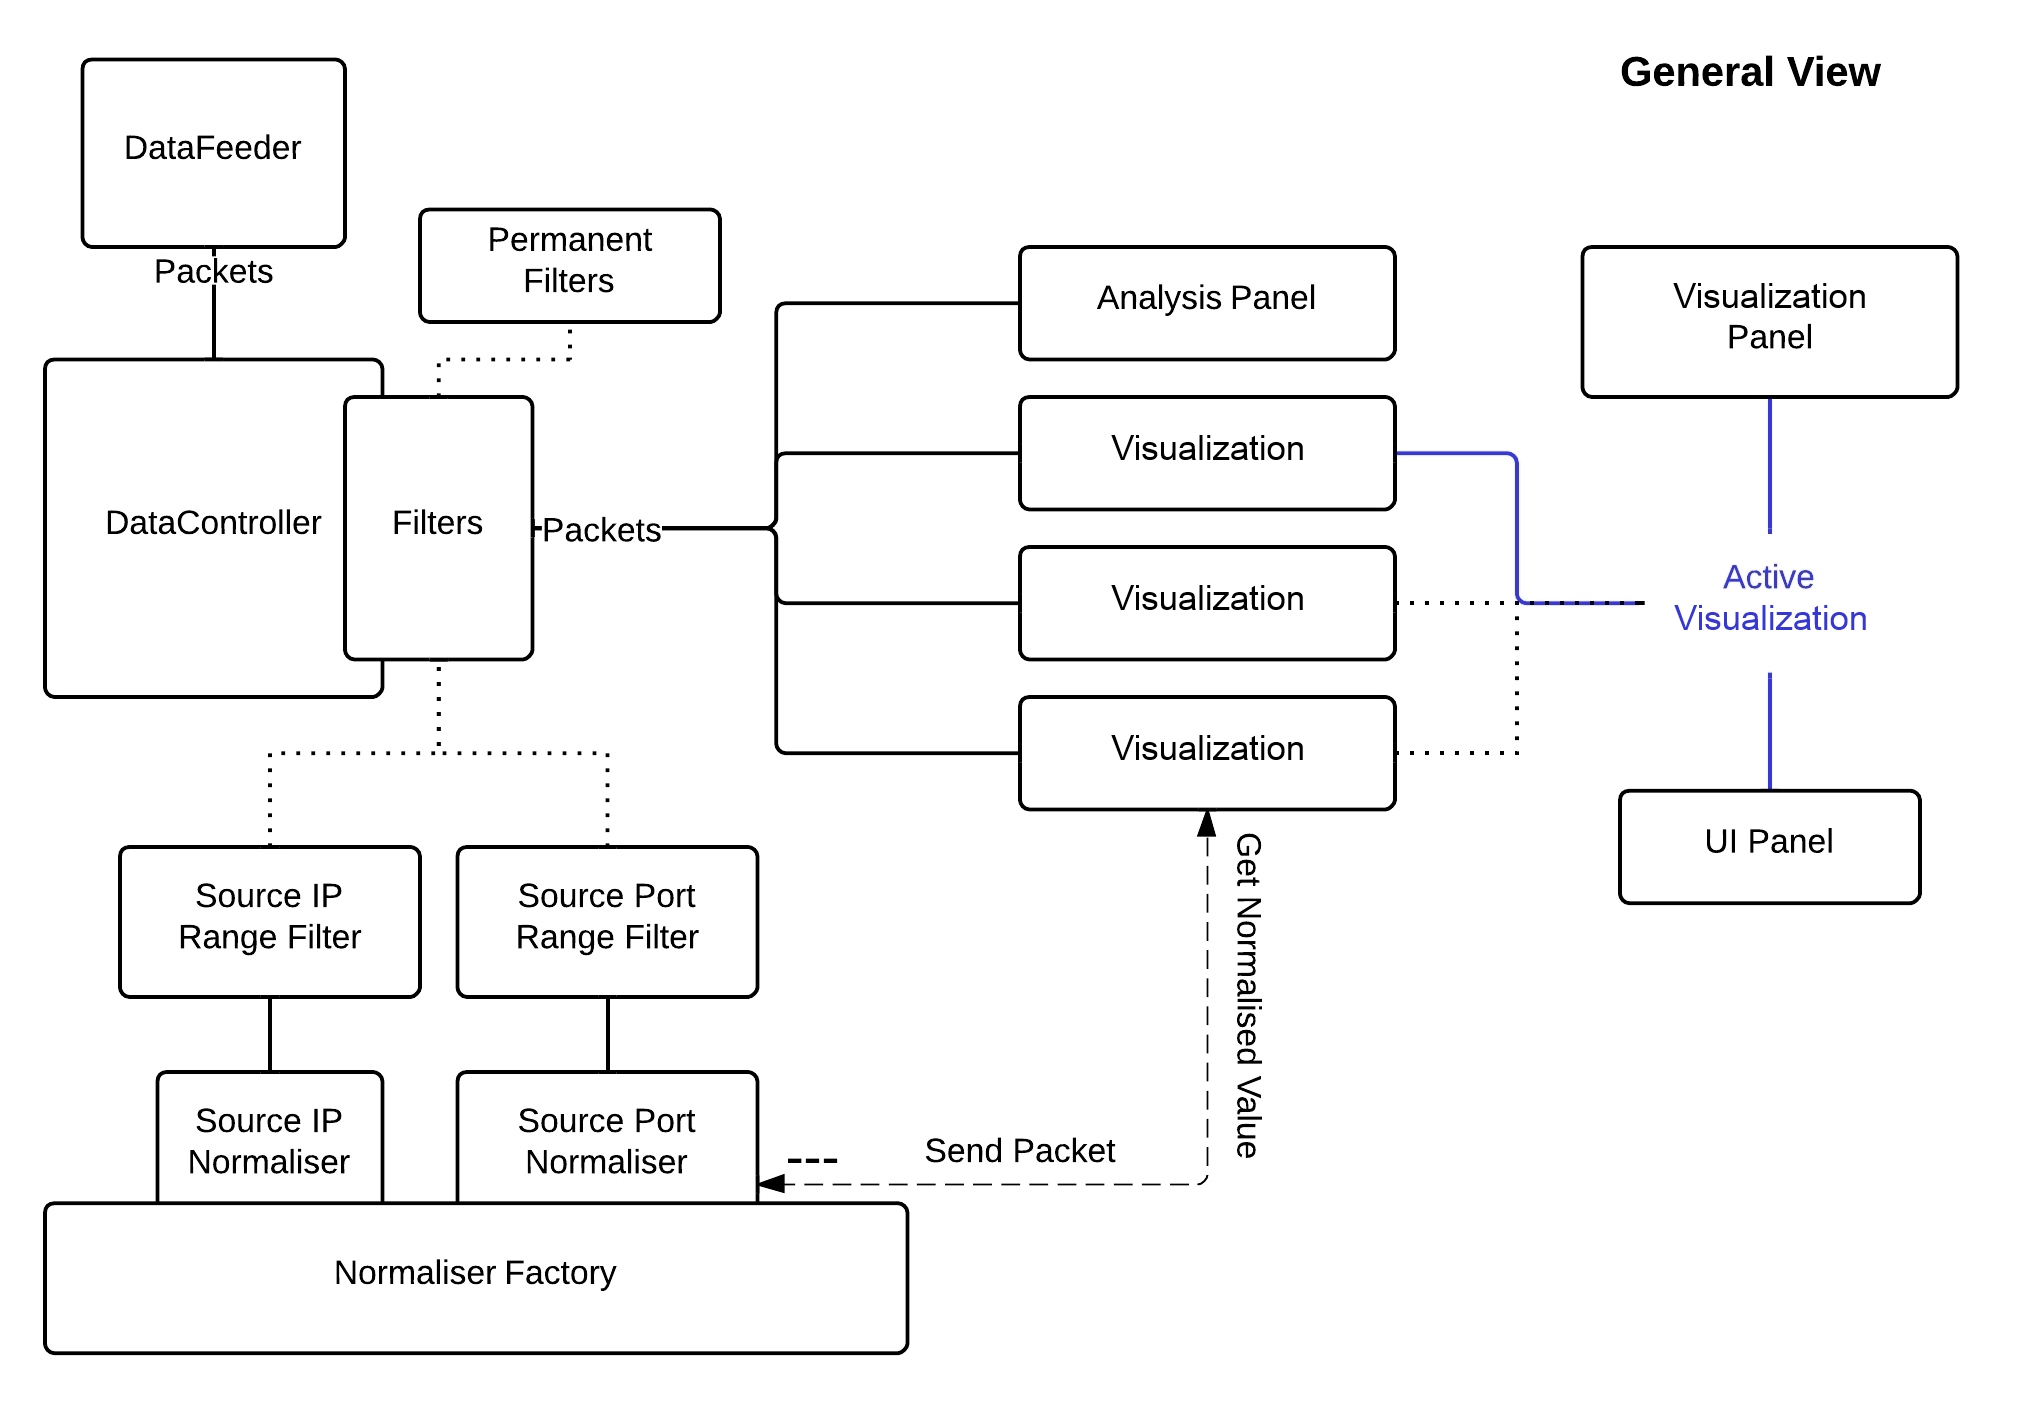 General View
DataFeeder
Packets
Permanent
Filters
DataController
Filters
Packets
Analysis Panel
Visualization
Visualization
Visualization
Visualization
Panel
Active
Visualization
UI Panel
Source IP
Range Filter
Source Port
Range Filter
Source IP
Normaliser
Source Port
Normaliser
---
Send Packet
Get Normalised Value
Normaliser Factory